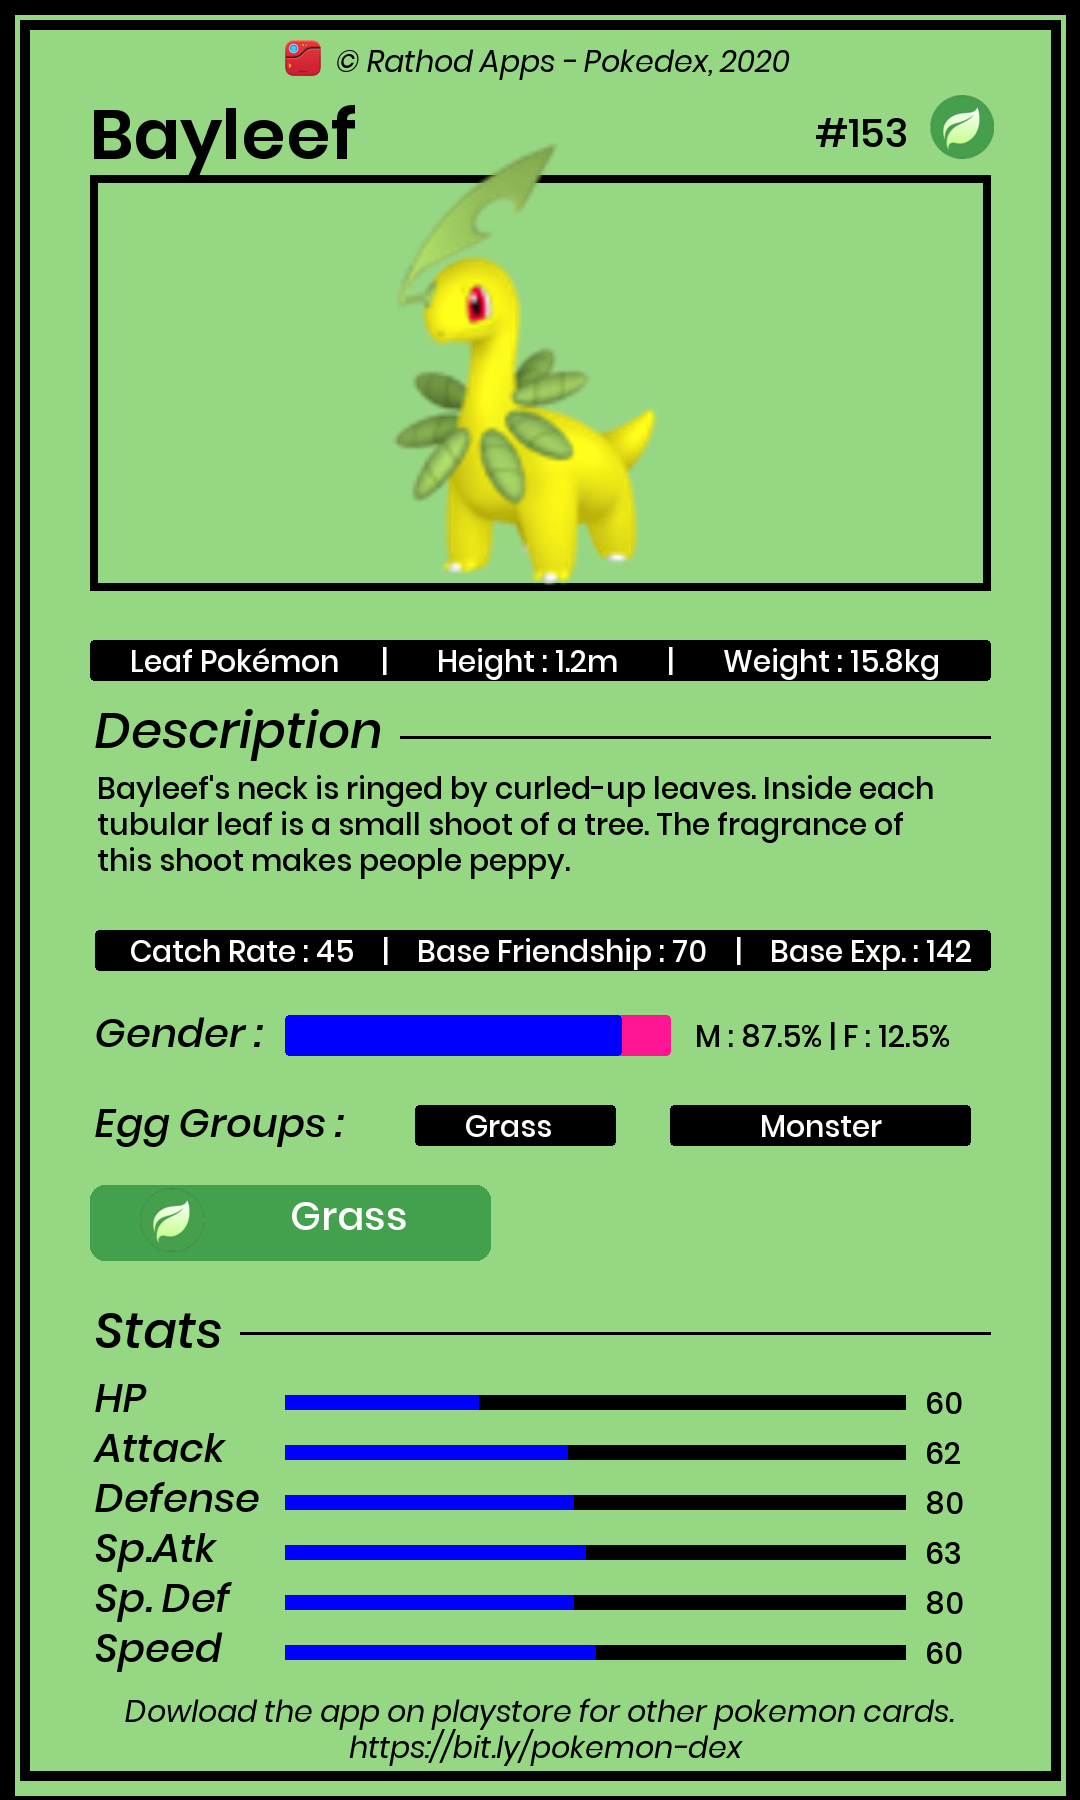 © Rathod Apps - Pokedex, 2020
Bayleef
#153
Leaf Pokémon | Height : 1.2m | Weight : 15.8kg
Description
Bayleef's neck is ringed by curled-up leaves. Inside each
tubular leaf is a small shoot of a tree. The fragrance of
this shoot makes people peppy.
Catch Rate : 45 | Base Friendship : 70 | Base Exp. : 142
Gender : M : 87.5% | F : 12.5%
Egg Groups : Grass Monster
Grass
Stats
HP 60
Attack 62
Defense 80
Sp.Atk 63
Sp. Def 80
Speed 60
Dowload the app on playstore for other pokemon cards.
https://bit.ly/pokemon-dex